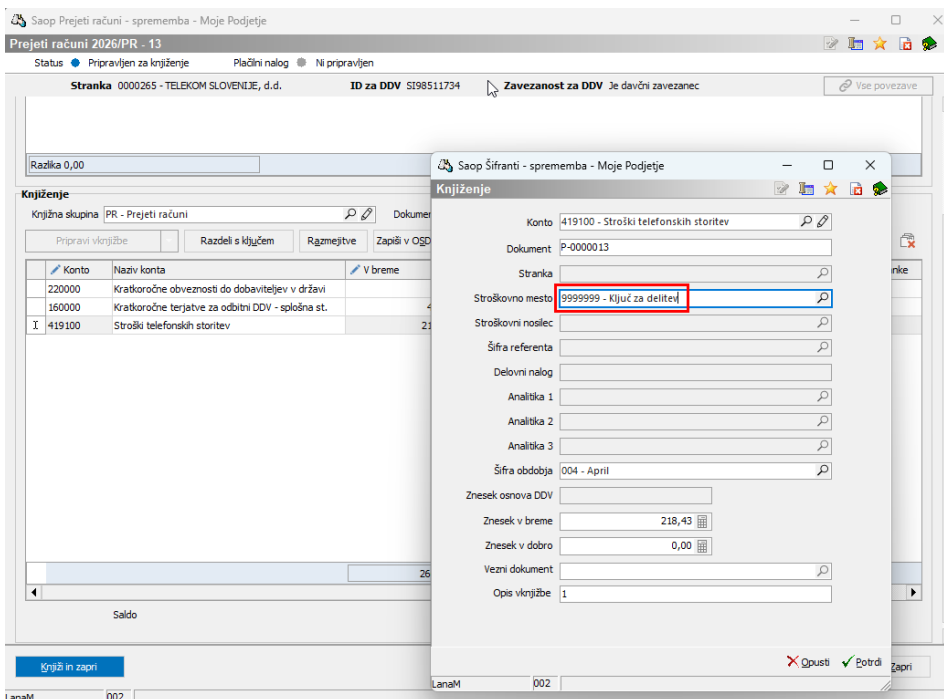 Saop Prejeti računi - sprememba - Moje Podjetje
Prejeti računi 2026/PR - 13
Status Pripravljen za knjiženje Plačilni nalog Ni pripravljen
Stranka 0000265 - TELEKOM SLOVENIJE, d.d. ID za DDV SI98511734 Zavezanost za DDV Je davčni zavezanec Vse povezave
Razlika 0,00
Knjiženje
Knjižna skupina PR - Prejeti računi
Pripravi vknjižbe Razdeli s ključem Razmejitve Zapiši v OSD
Konto Naziv konta V breme
220000 Kratkoročne obveznosti do dobaviteljev v državi
160000 Kratkoročne terjatve za odbitni DDV - splošna st.
419100 Stroški telefonskih storitev
Saldo
Knjiži in zapri
Zapri
LanaM 002
Saop Šifranti - sprememba - Moje Podjetje
Knjiženje
Konto 419100 - Stroški telefonskih storitev
Dokument P-0000013
Stranka
Stroškovno mesto 9999999 - Ključ za delitev
Stroškovni nosilec
Šifra referenta
Delovni nalog
Analitika 1
Analitika 2
Analitika 3
Šifra obdobja 004 - April
Znesek osnova DDV
Znesek v breme 218,43
Znesek v dobro 0,00
Vezni dokument
Opis vknjižbe 1
Opusti Potrdi
LanaM 002